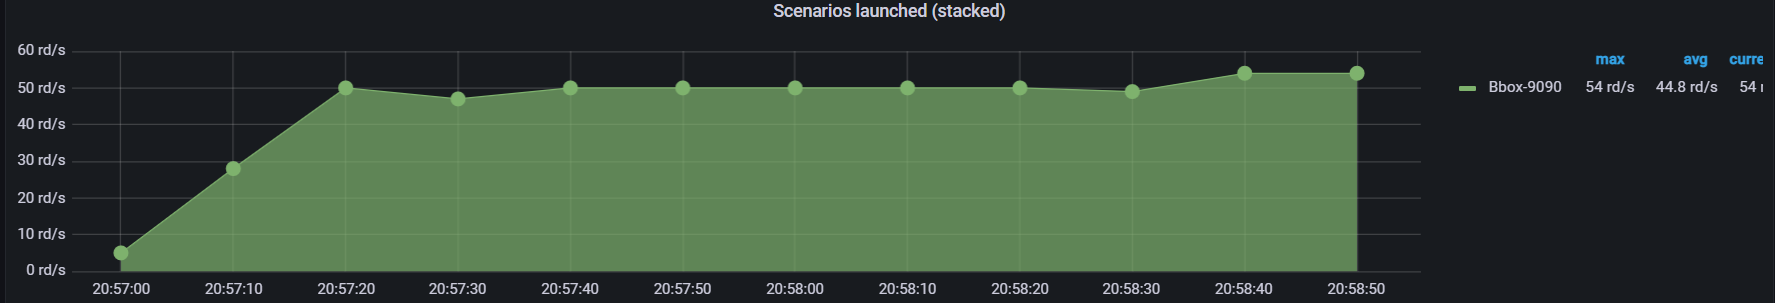 Scenarios launched (stacked)
60 rd/s
50 rd/s
40 rd/s
30 rd/s
20 rd/s
10 rd/s
0 rd/s
20:57:00 20:57:10 20:57:20 20:57:30 20:57:40 20:57:50 20:58:00 20:58:10 20:58:20 20:58:30 20:58:40 20:58:50
max avg curre
Bbox-9090 54 rd/s 44.8 rd/s 54 r